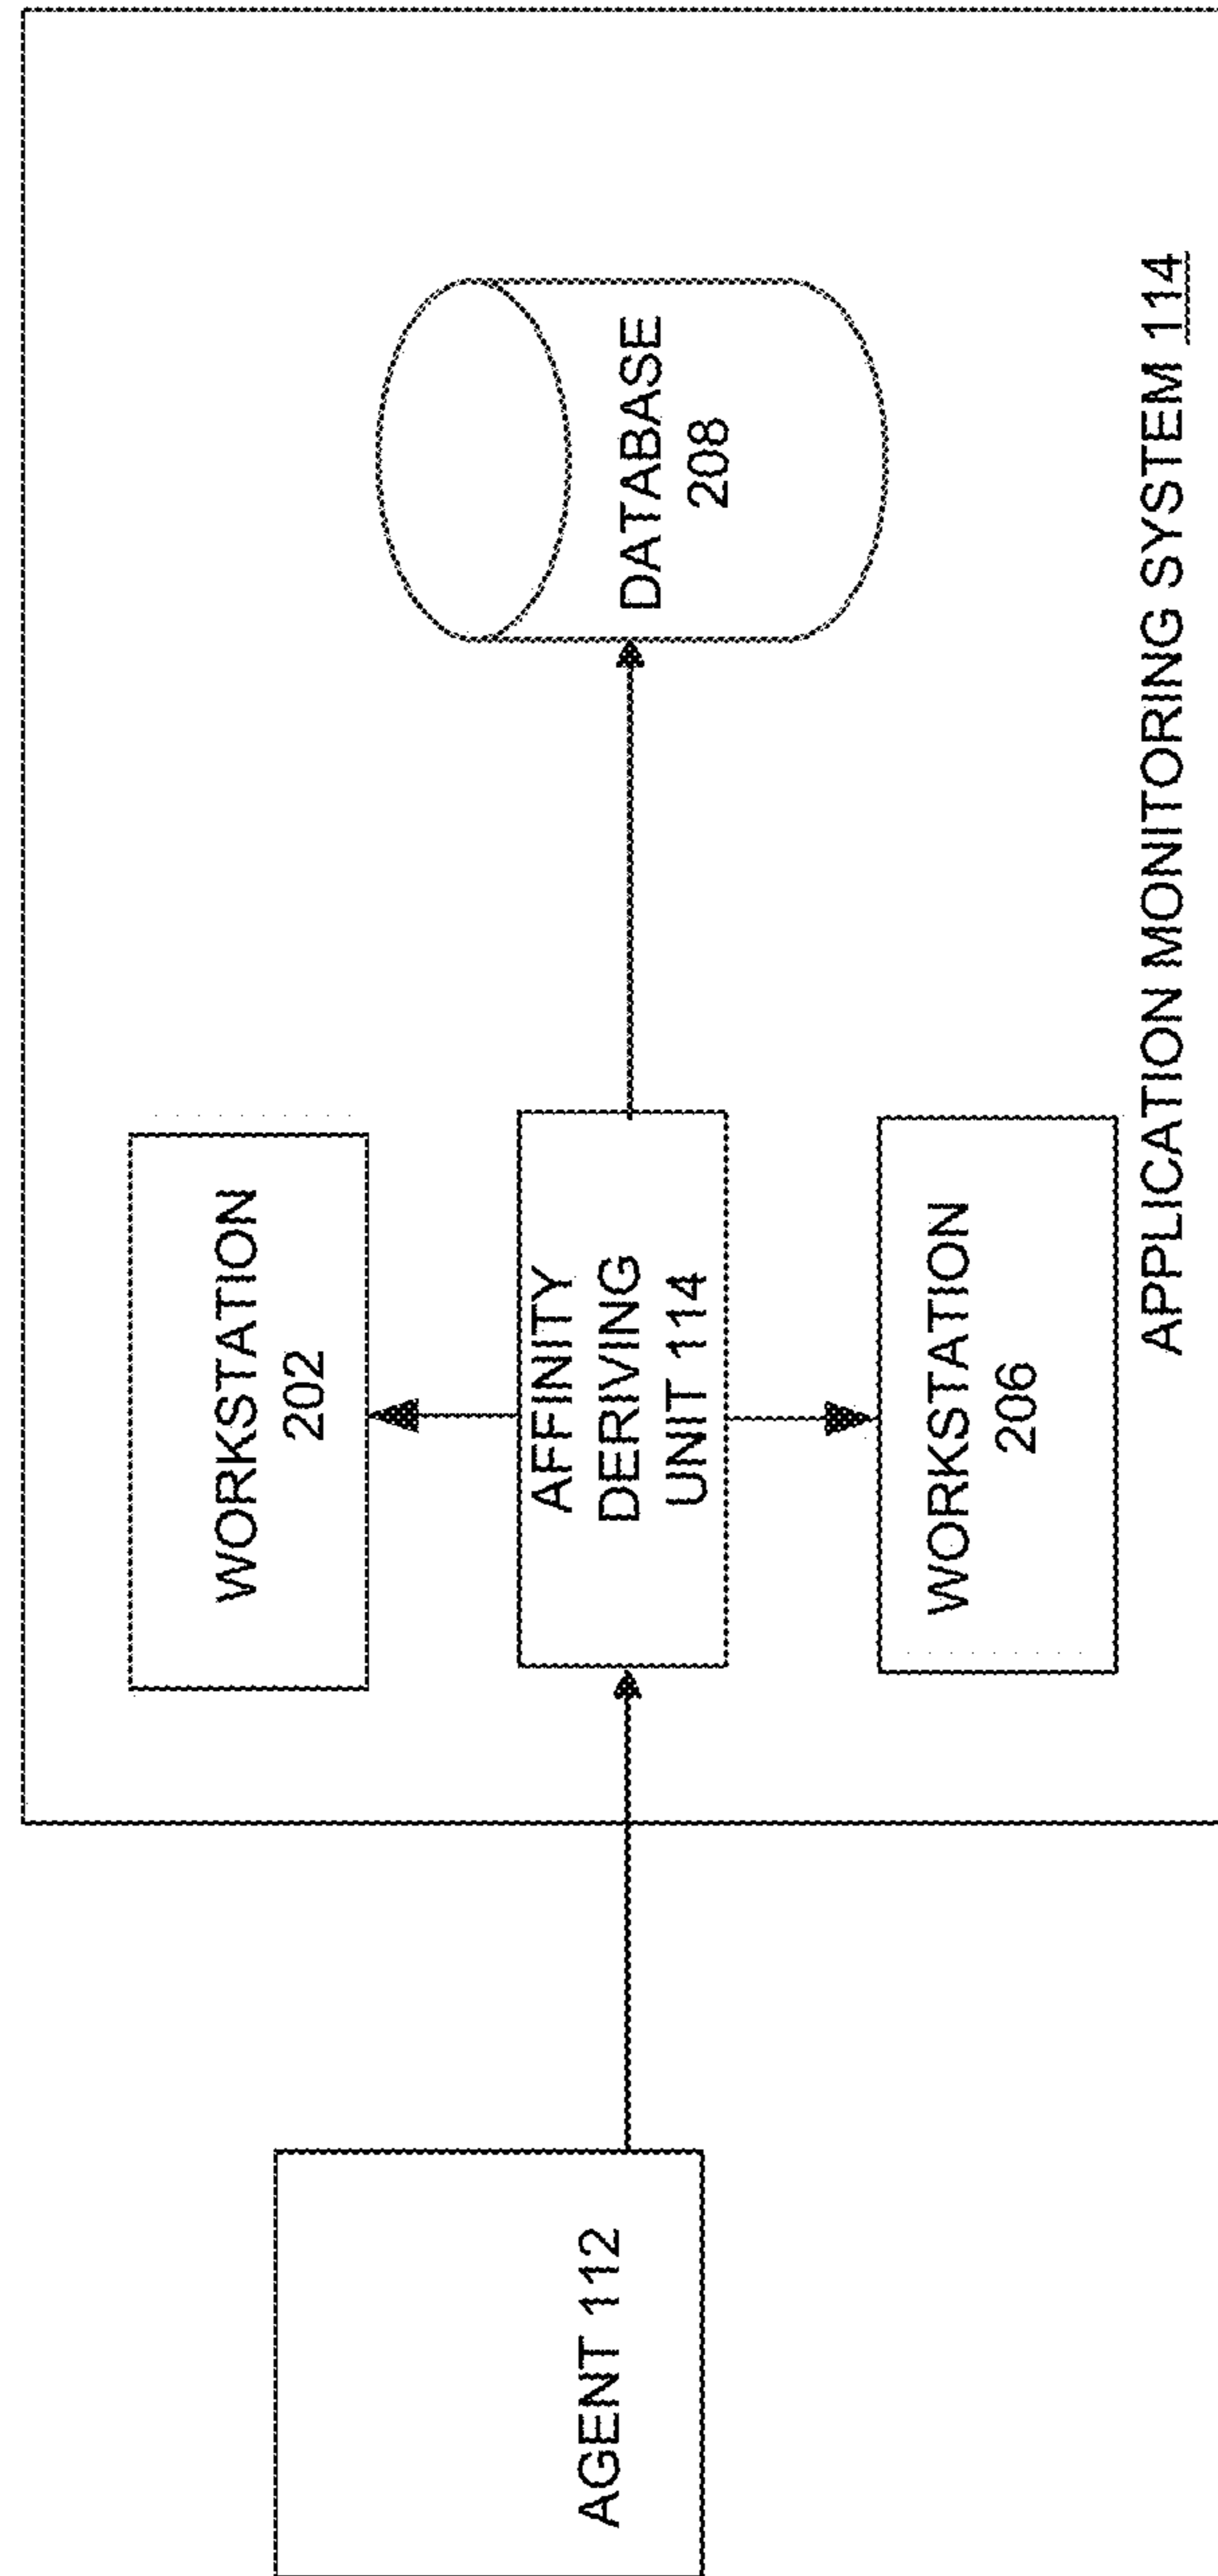 AGENT 112
WORKSTATION
202
AFFINITY
DERIVING
UNIT 114
WORKSTATION
206
DATABASE
208
APPLICATION MONITORING SYSTEM 114